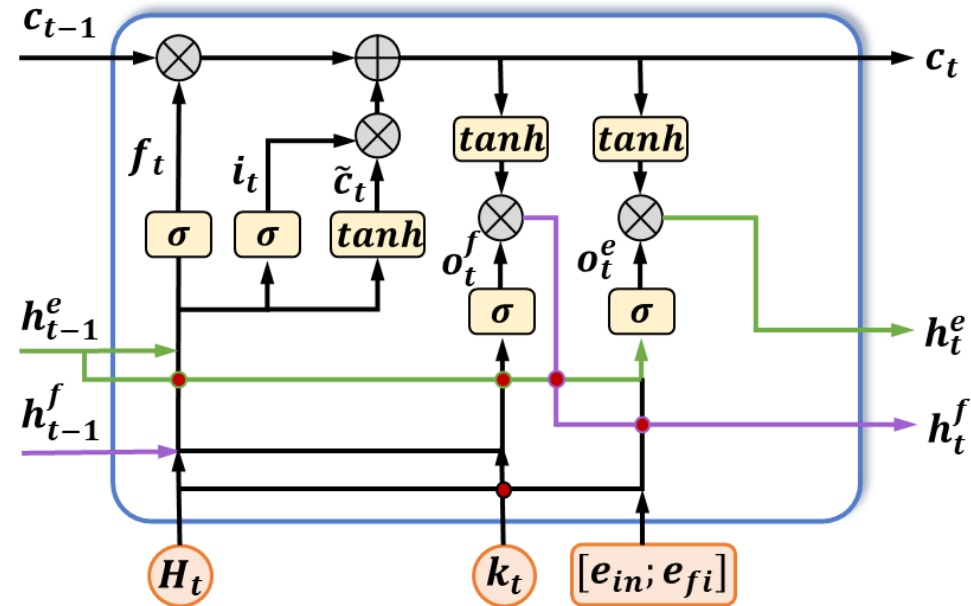 c_{t-1}
c_t
tanh
tanh
f_t
i_t
c̃_t
σ
σ
tanh
o_t^f
o_t^e
σ
σ
h_{t-1}^e
h_t^e
h_{t-1}^f
h_t^f
H_t
k_t
[e_{in}; e_{fi}]